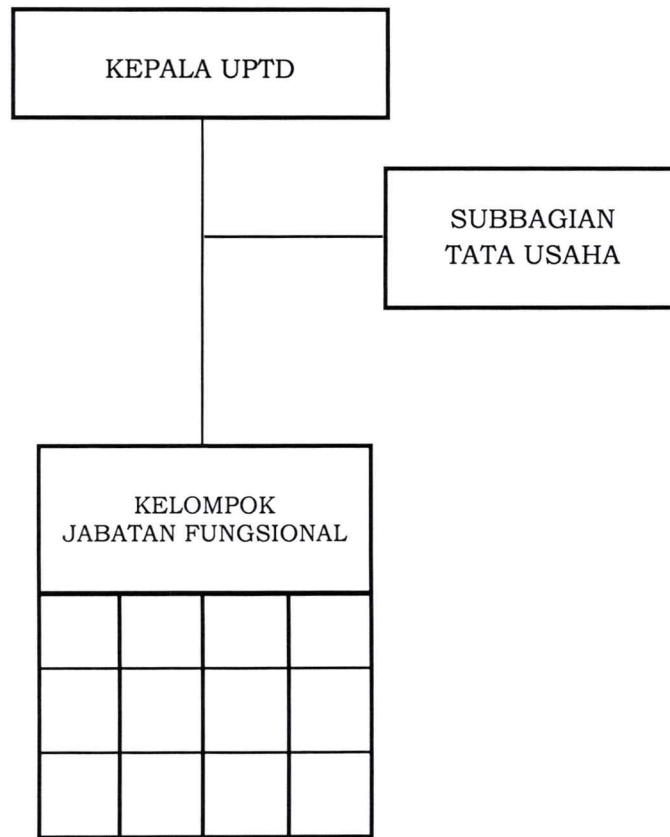 KEPALA UPTD
SUBBAGIAN
TATA USAHA
KELOMPOK
JABATAN FUNGSIONAL